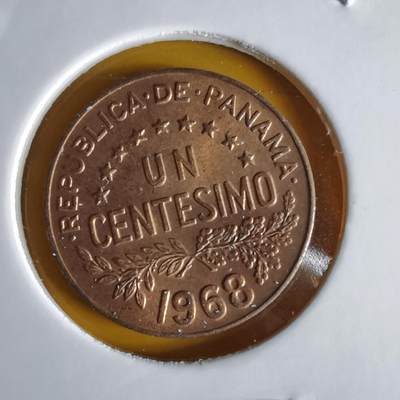 ·REPUBLICA·DE·PANAMA·
UN
CENTESIMO
1968